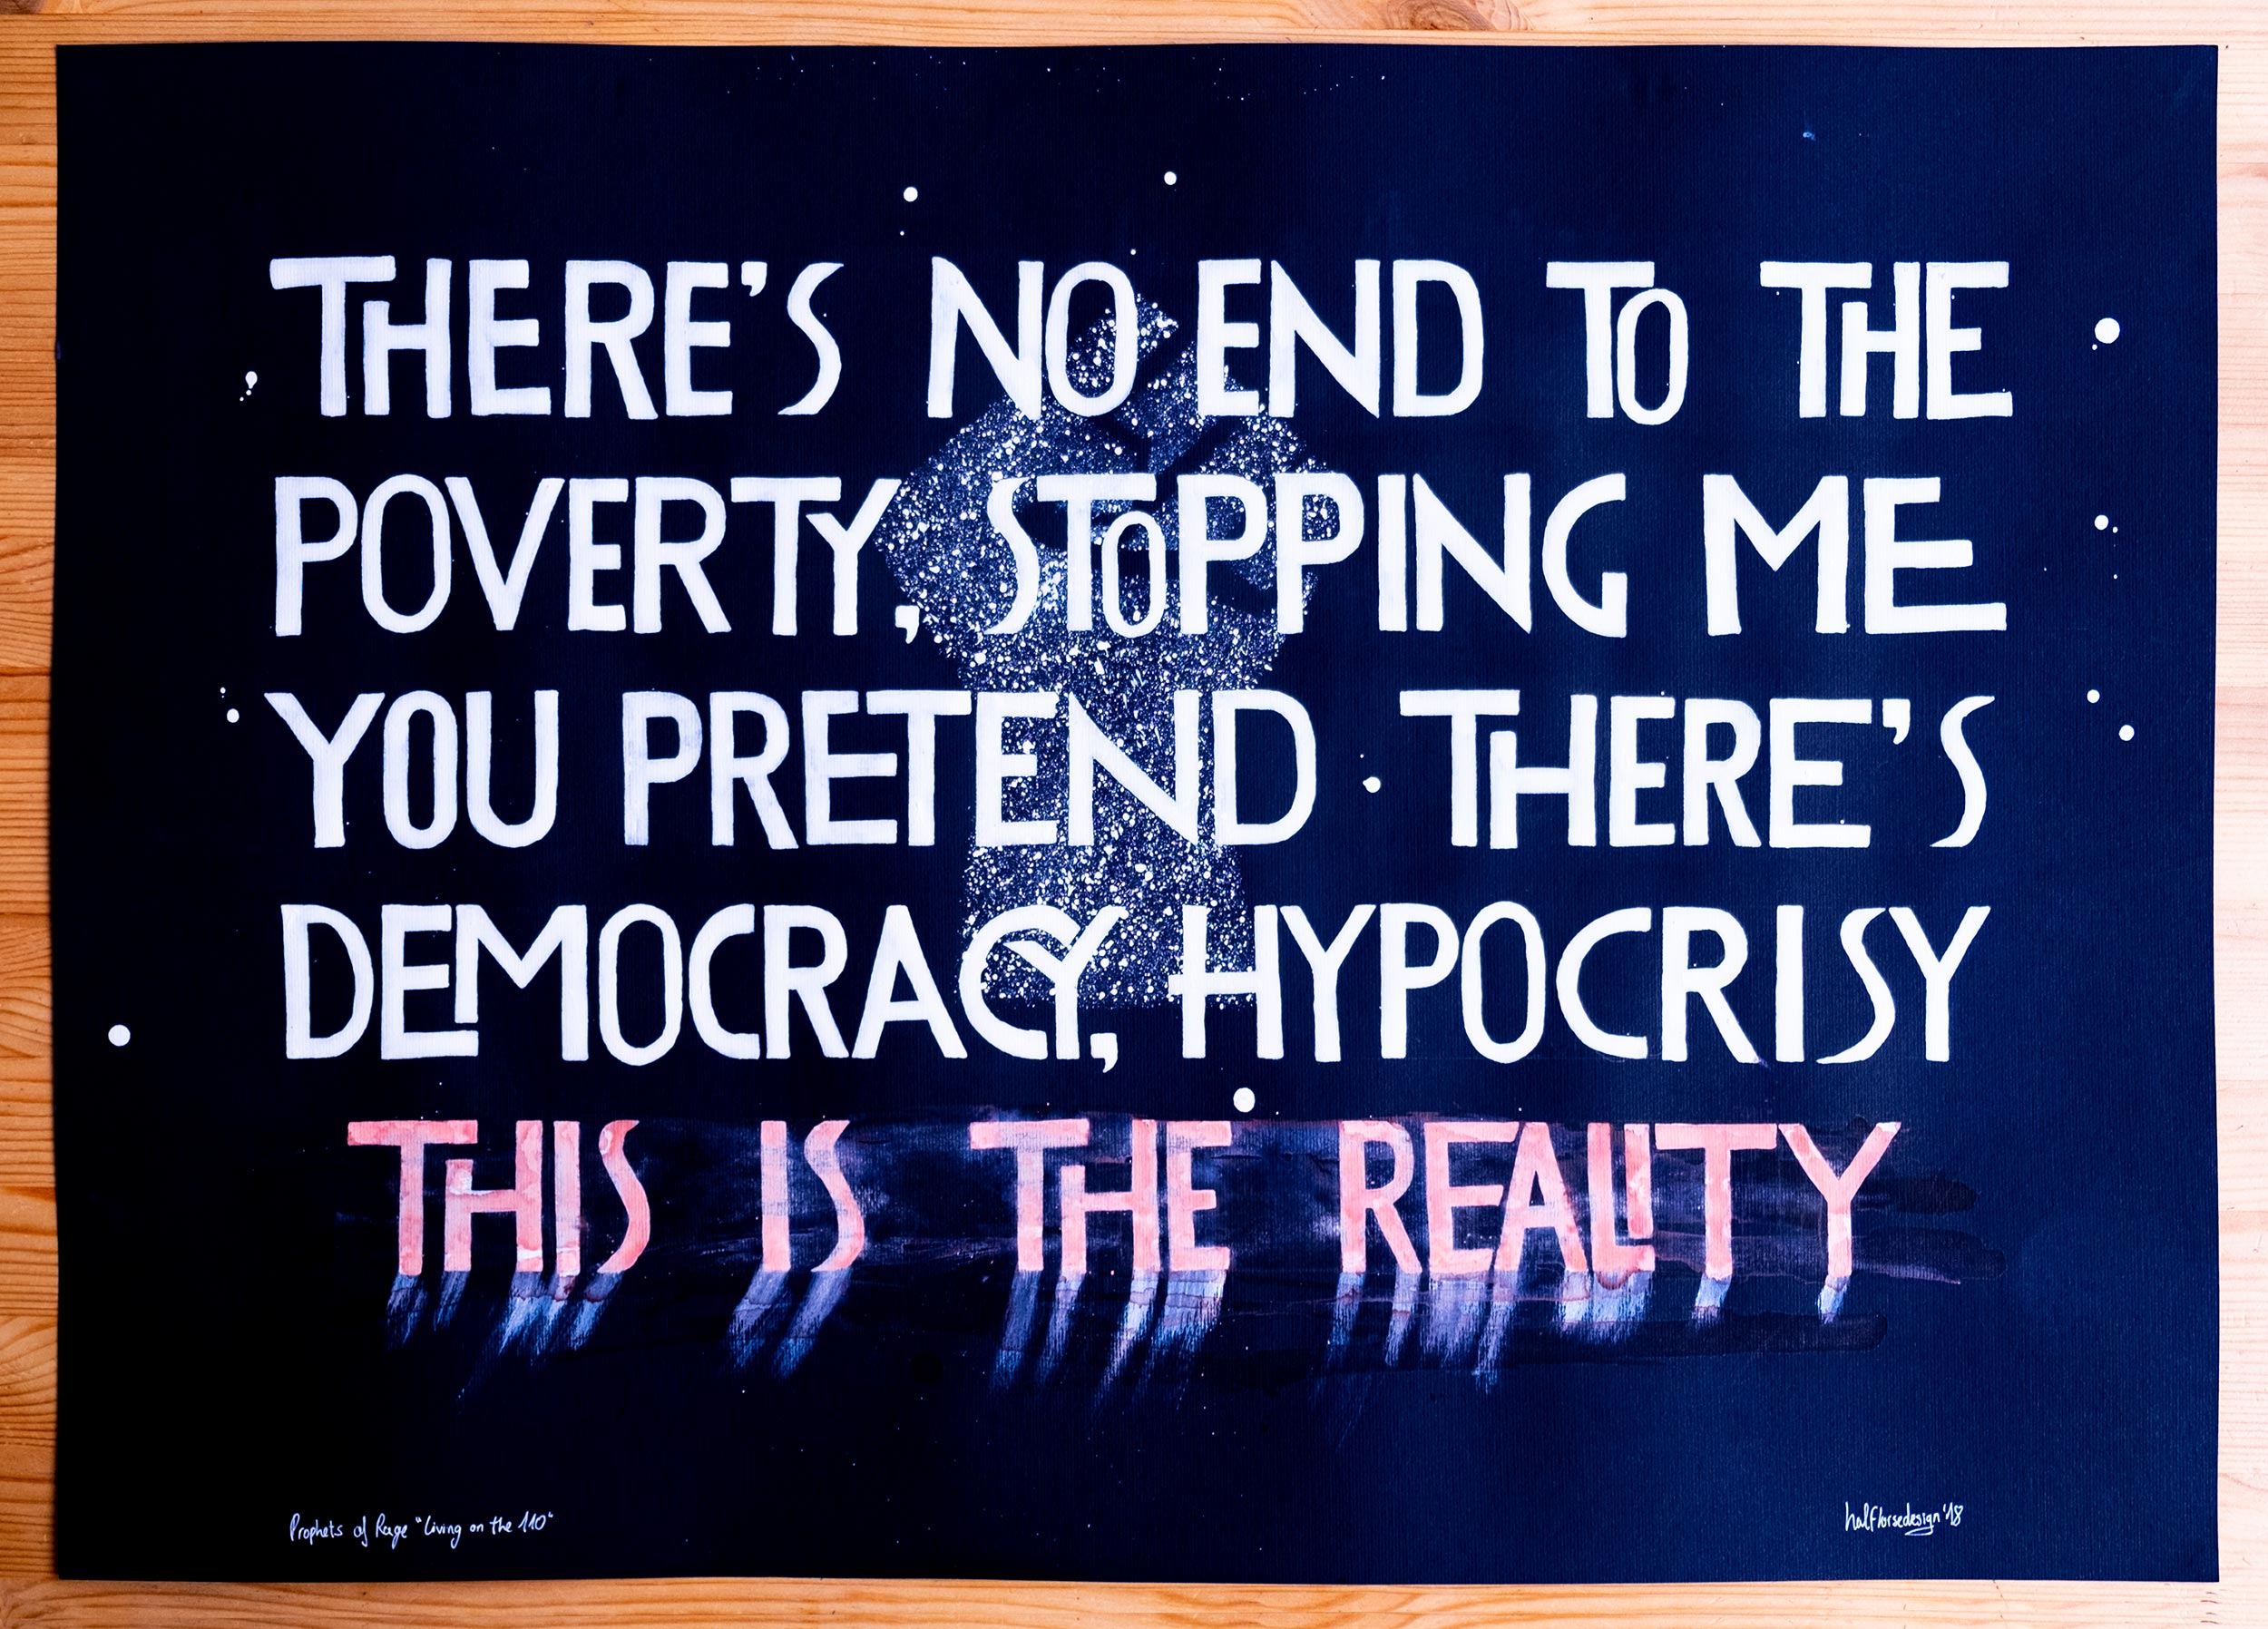 THERE'S NO END TO THE
POVERTY, STOPPING ME
YOU PRETEND THERE'S
DEMOCRACY, HYPOCRISY
THIS IS THE REALITY
Prophets of Rage "Living on the 110"
halfhorsedesign '18